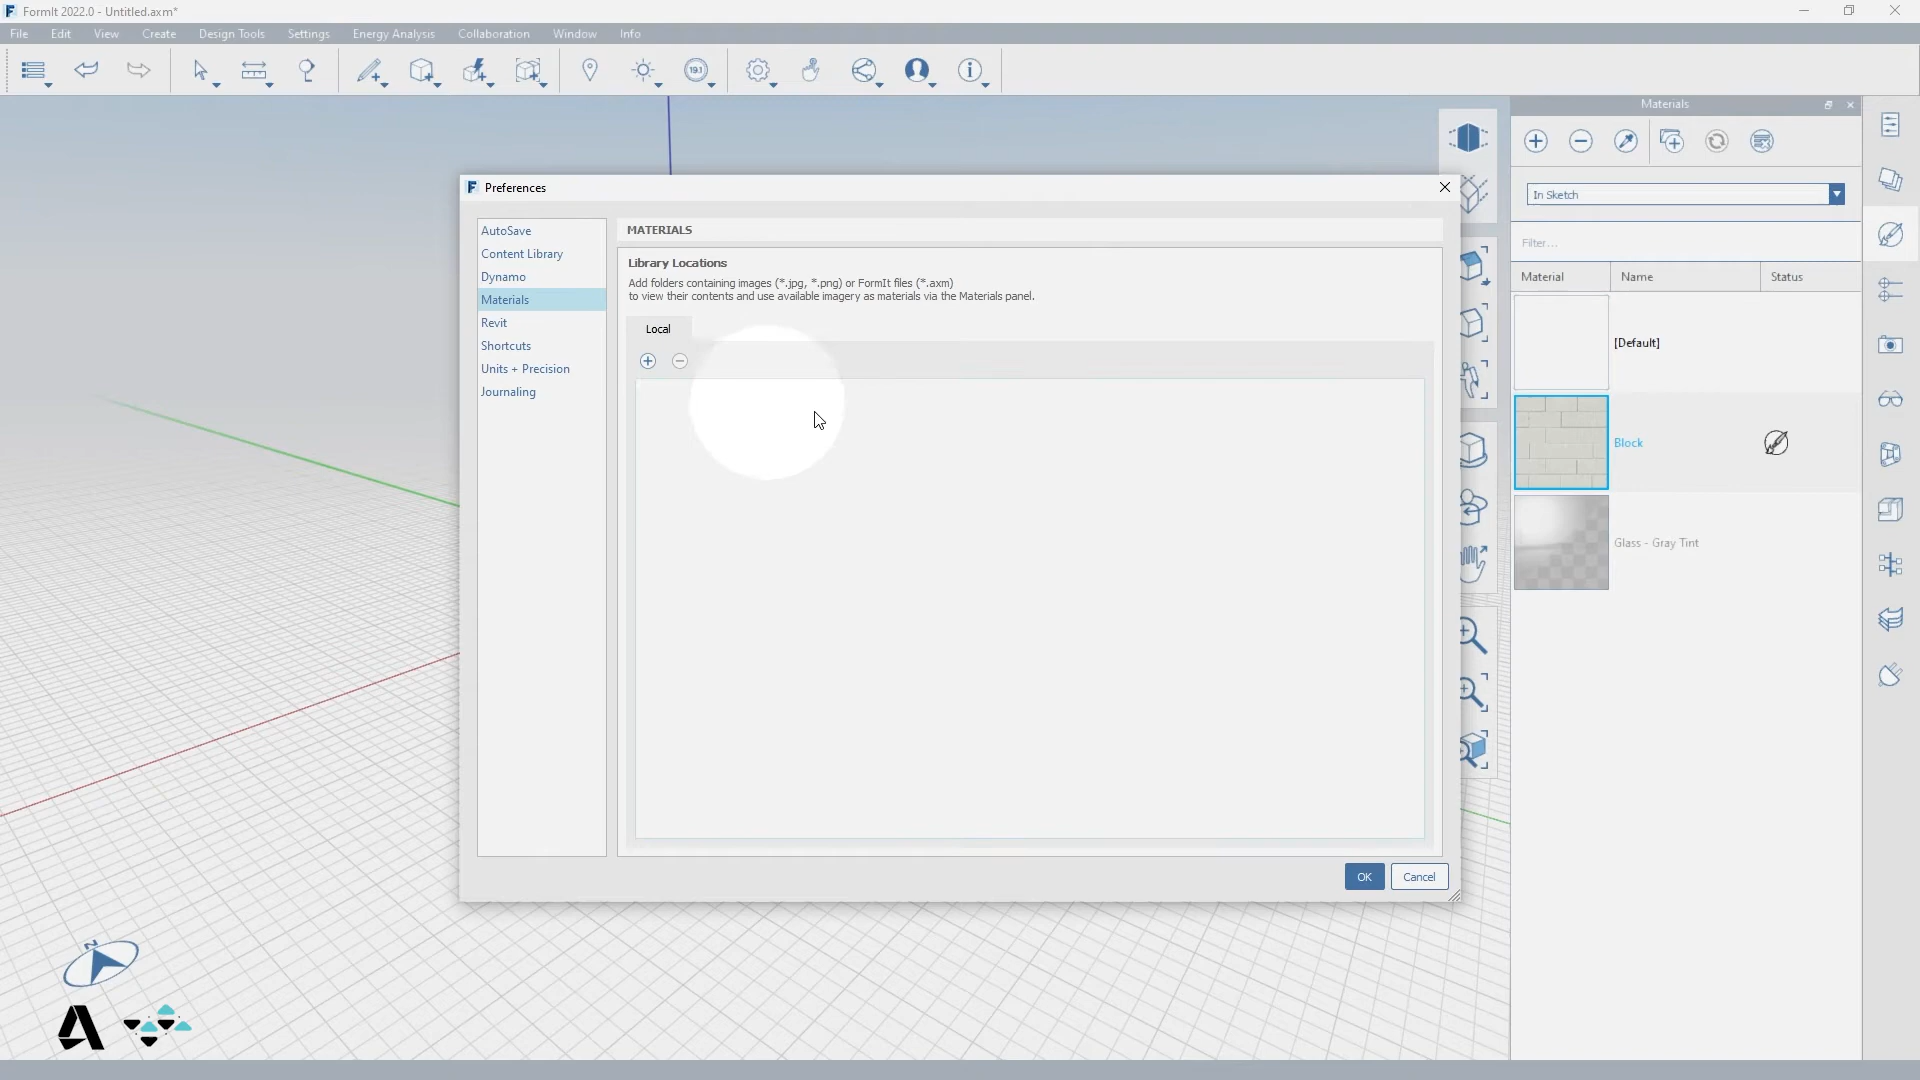 FormIt 2022.0 - Untitled.axm*
File Edit View Create Design Tools Settings Energy Analysis Collaboration Window Info
19.1
Materials
In Sketch
Filter...
Material Name Status
[Default]
Block
Glass - Gray Tint
Preferences
AutoSave
Content Library
Dynamo
Materials
Revit
Shortcuts
Units + Precision
Journaling
MATERIALS
Library Locations
Add folders containing images (*.jpg, *.png) or FormIt files (*.axm)
to view their contents and use available imagery as materials via the Materials panel.
Local
OK Cancel
N